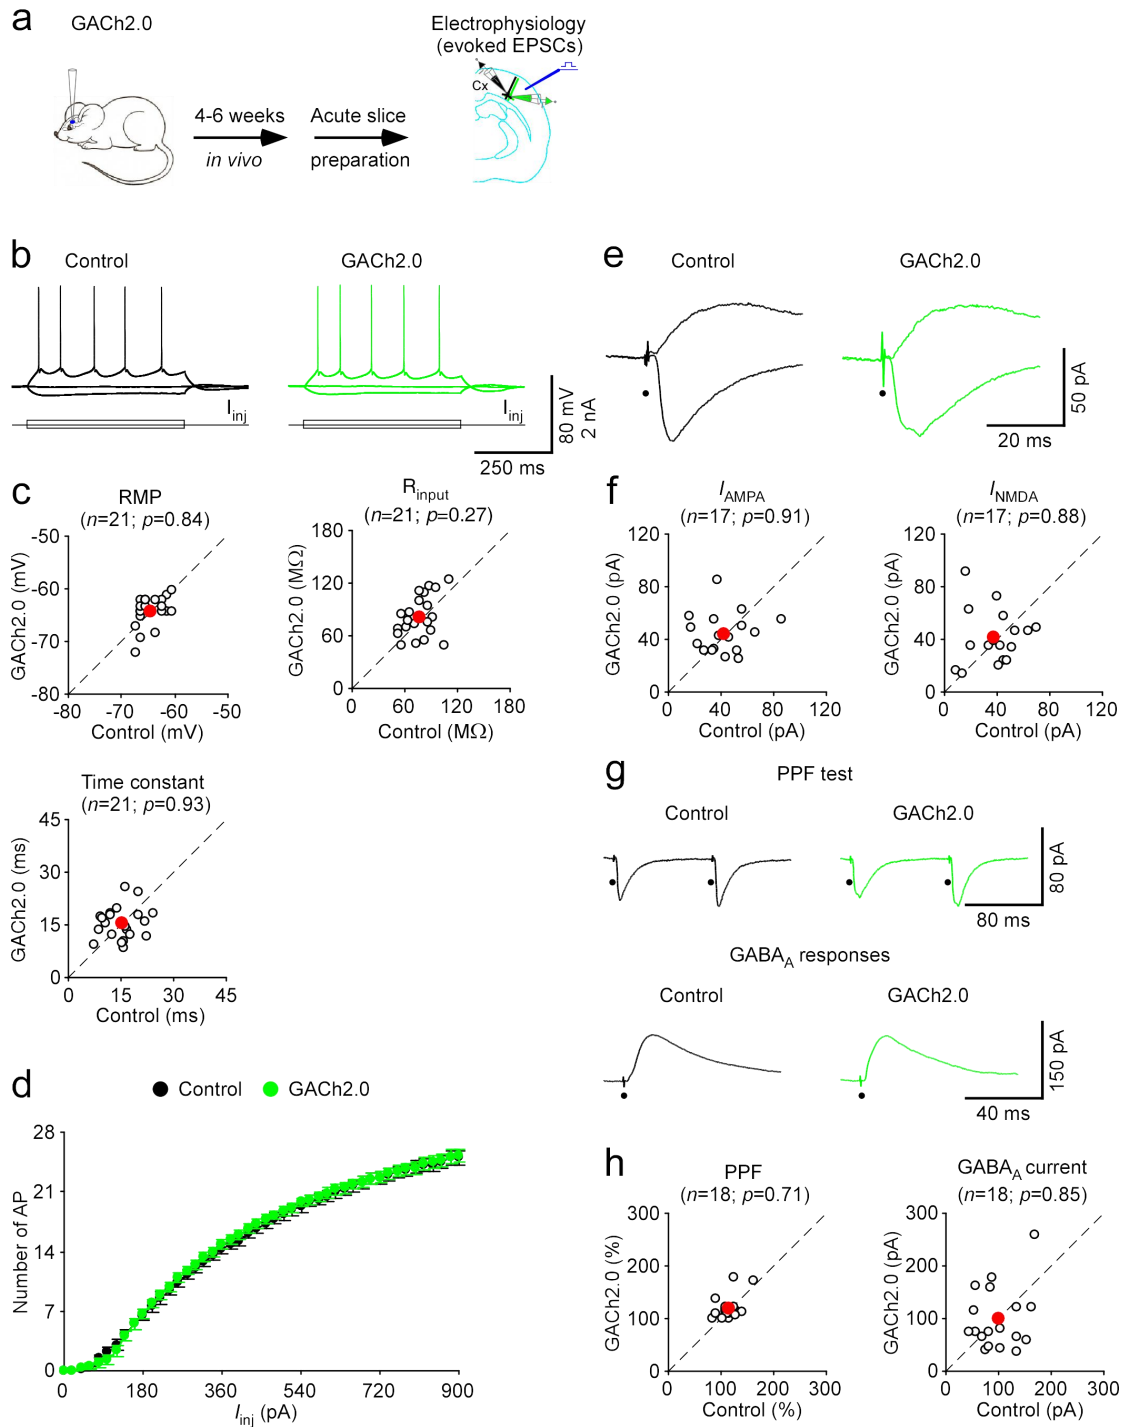 a
GACh2.0
Electrophysiology
(evoked EPSCs)
Cx
4-6 weeks
in vivo
Acute slice
preparation
b
Control
GACh2.0
Iinj
Iinj
80 mV
2 nA
250 ms
c
RMP
(n=21; p=0.84)
GACh2.0 (mV)
-50
-60
-70
-80
-80 -70 -60 -50
Control (mV)
Rinput
(n=21; p=0.27)
GACh2.0 (MΩ)
180
120
60
0
0 60 120 180
Control (MΩ)
Time constant
(n=21; p=0.93)
GACh2.0 (ms)
45
30
15
0
0 15 30 45
Control (ms)
d
Control
GACh2.0
Number of AP
28
21
14
7
0
0 180 360 540 720 900
Iinj (pA)
e
Control
GACh2.0
50 pA
20 ms
f
IAMPA
(n=17; p=0.91)
GACh2.0 (pA)
120
80
40
0
0 40 80 120
Control (pA)
INMDA
(n=17; p=0.88)
GACh2.0 (pA)
120
80
40
0
0 40 80 120
Control (pA)
g
PPF test
Control
GACh2.0
80 pA
80 ms
GABAA responses
Control
GACh2.0
150 pA
40 ms
h
PPF
(n=18; p=0.71)
GACh2.0 (%)
300
200
100
0
0 100 200 300
Control (%)
GABAA current
(n=18; p=0.85)
GACh2.0 (pA)
300
200
100
0
0 100 200 300
Control (pA)